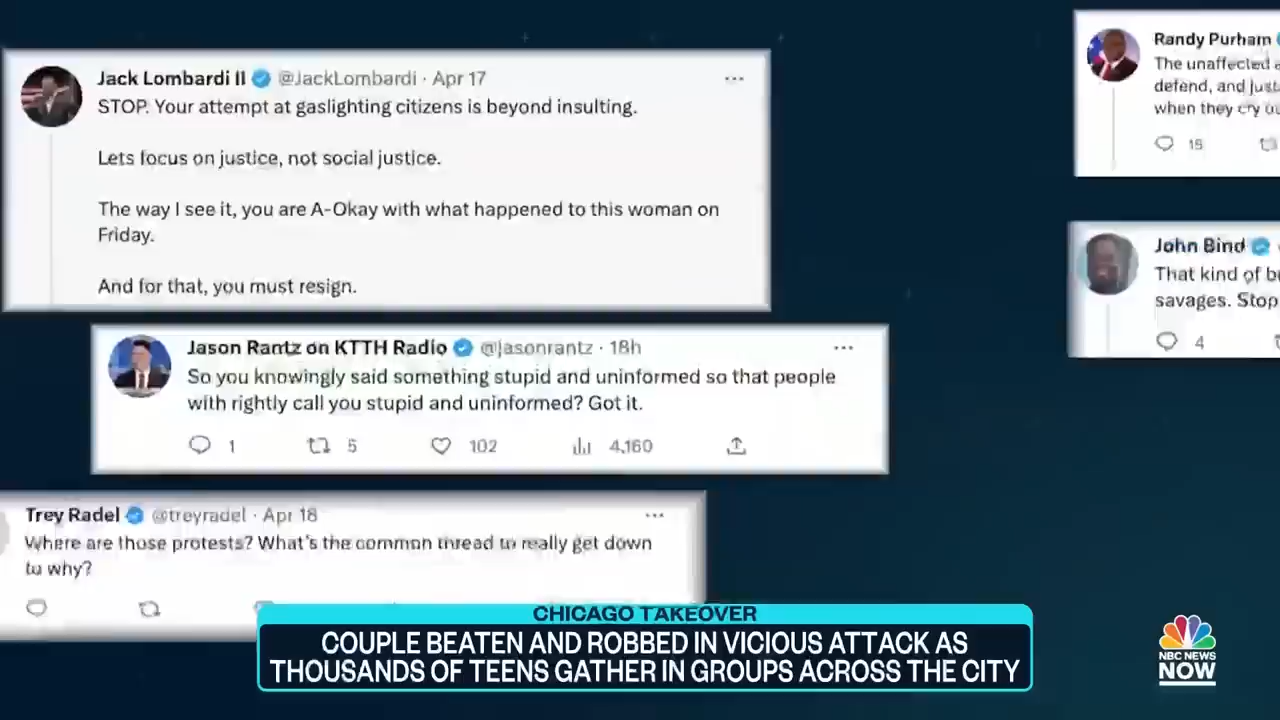 Jack Lombardi II @JackLombardi · Apr 17
STOP. Your attempt at gaslighting citizens is beyond insulting.
Lets focus on justice, not social justice.
The way I see it, you are A-Okay with what happened to this woman on
Friday.
And for that, you must resign.
Jason Rantz on KTTH Radio @jasonrantz · 18h
So you knowingly said something stupid and uninformed so that people
with rightly call you stupid and uninformed? Got it.
1 5 102 4,160
Trey Radel @treyradel · Apr 18
Where are those protests? What's the common thread to really get down
to why?
Randy Purham
The unaffected
defend, and
when they cry
15
John Bind
That kind of
savages. Stop
4
CHICAGO TAKEOVER
COUPLE BEATEN AND ROBBED IN VICIOUS ATTACK AS
THOUSANDS OF TEENS GATHER IN GROUPS ACROSS THE CITY
NBC NEWS
NOW